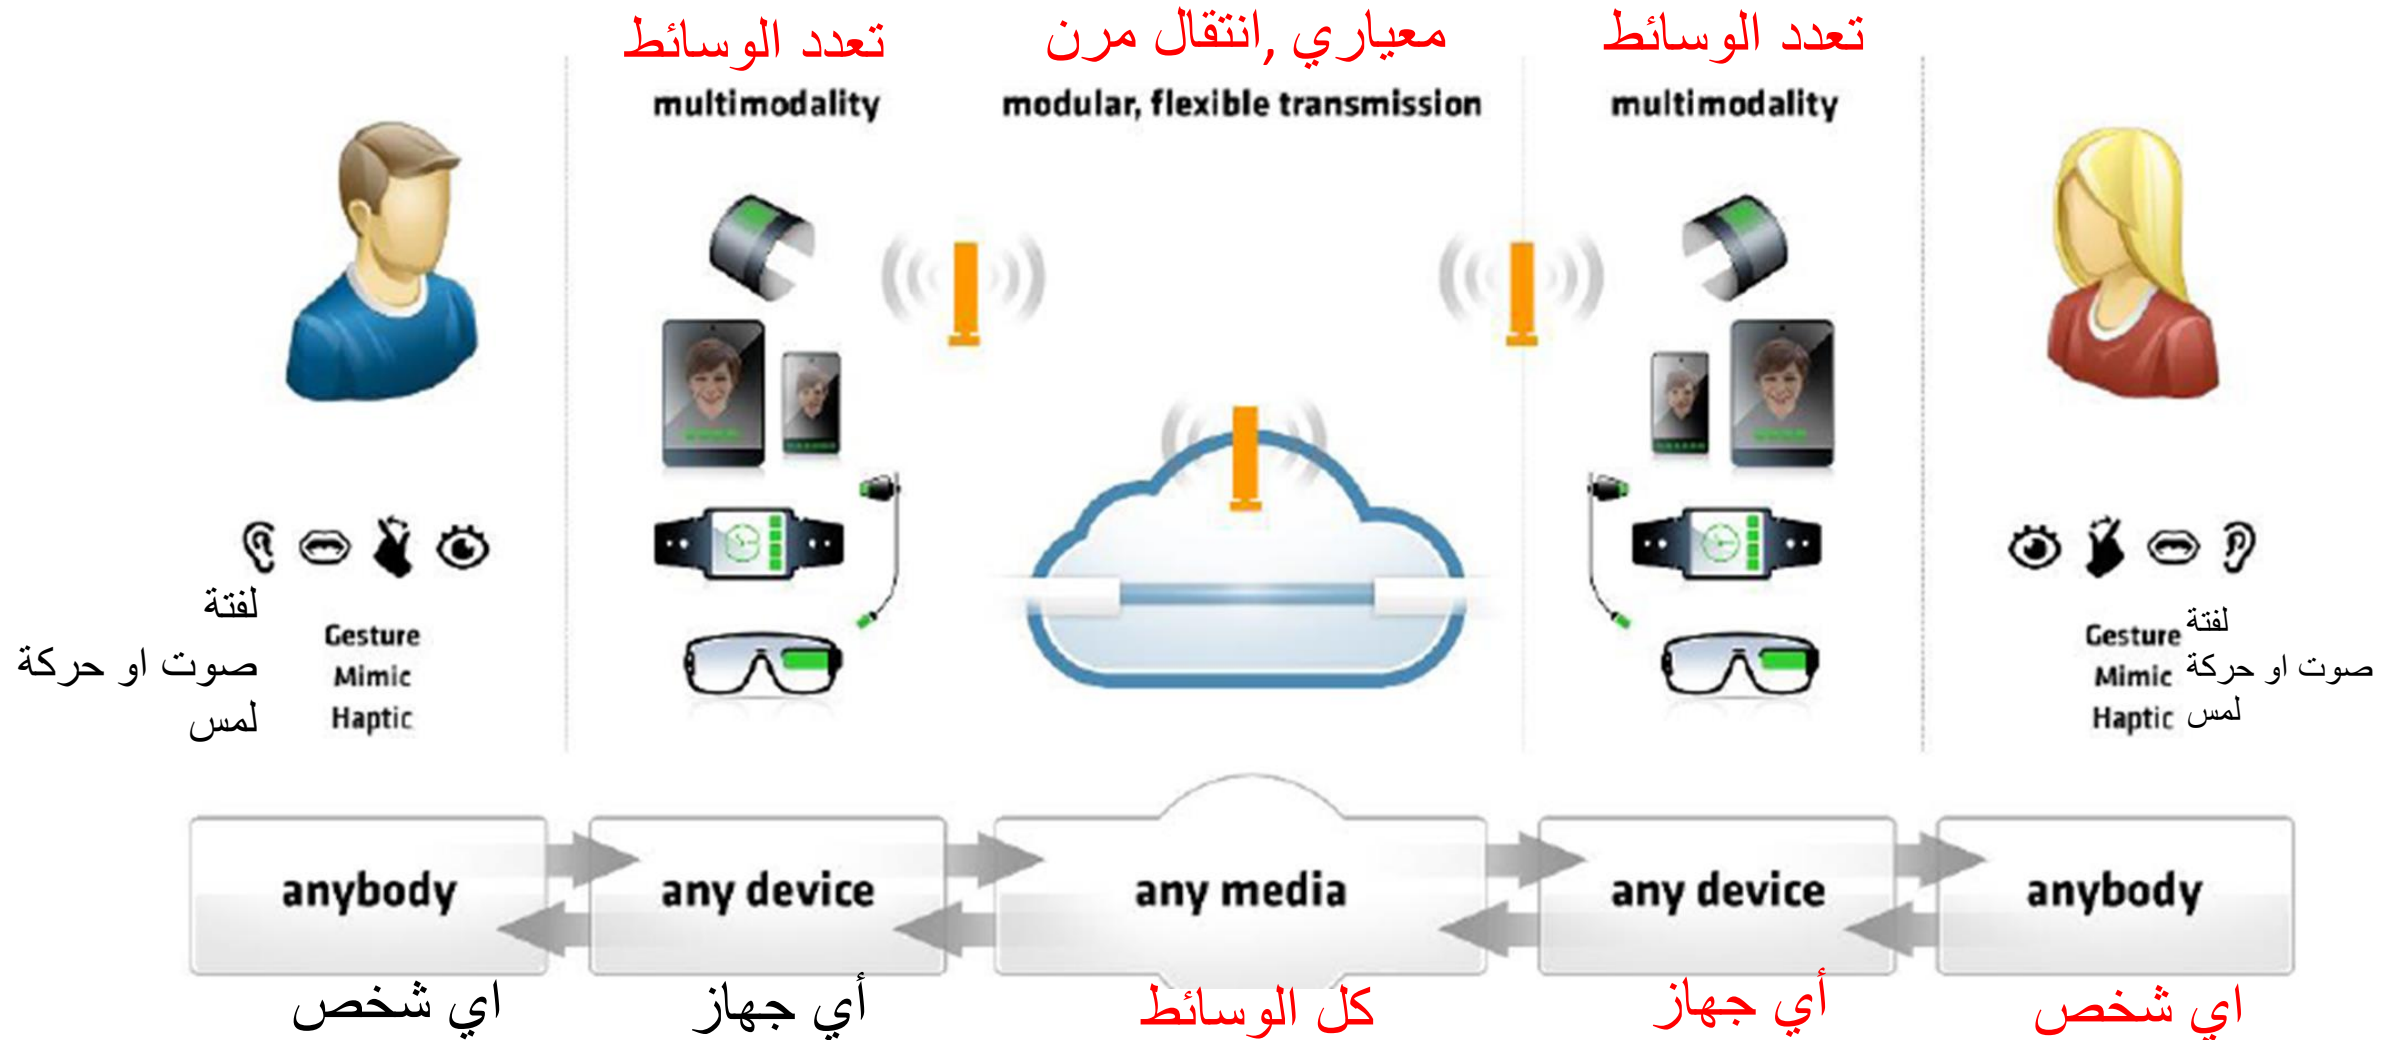 تعدد الوسائط
معياري ,انتقال مرن
تعدد الوسائط
multimodality
modular, flexible transmission
multimodality
لفتة
صوت او حركة
لمس
Gesture
Mimic
Haptic
Gesture
Mimic
Haptic
لفتة
صوت او حركة
لمس
anybody
any device
any media
any device
anybody
اي شخص
أي جهاز
كل الوسائط
أي جهاز
اي شخص